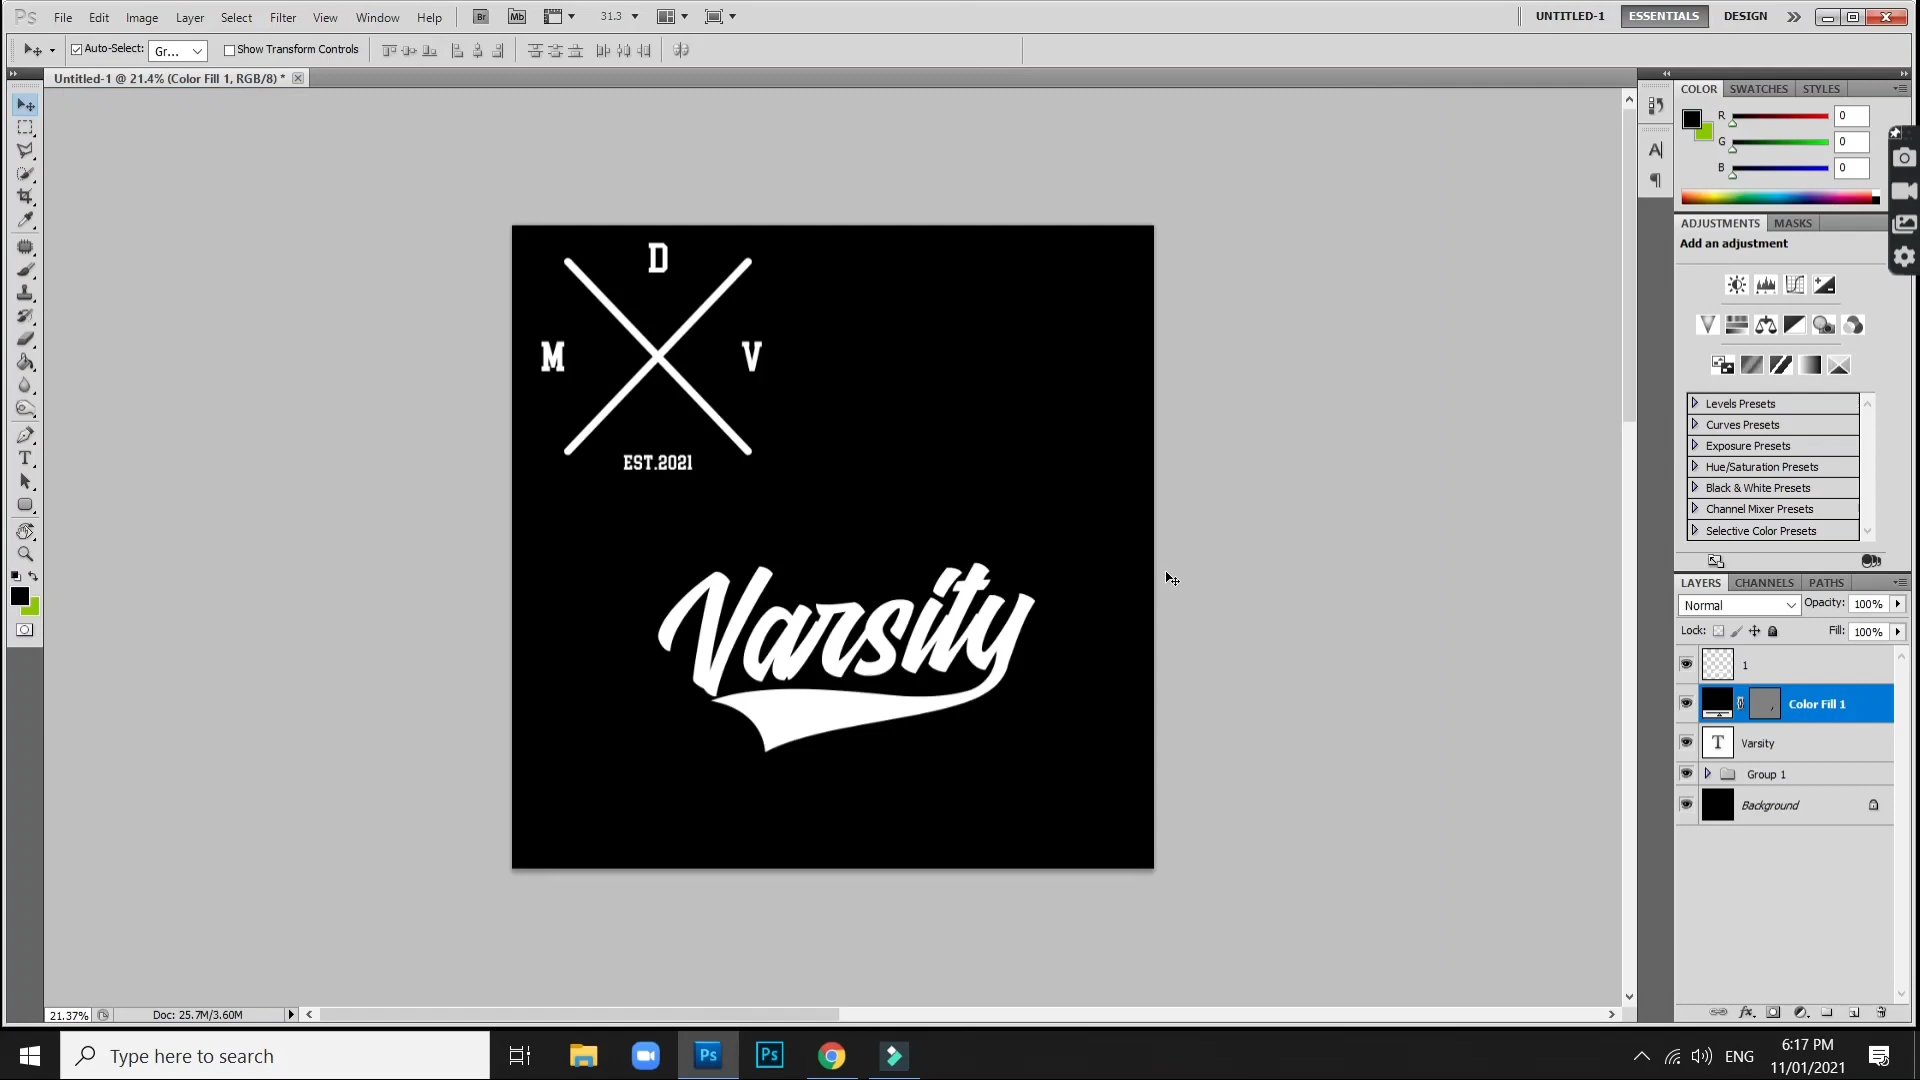 Ps File Edit Image Layer Select Filter View Window Help Br Mb 31.3 UNTITLED-1 ESSENTIALS DESIGN
Auto-Select: Gr... Show Transform Controls
Untitled-1 @ 21.4% (Color Fill 1, RGB/8) *
COLOR SWATCHES STYLES
R 0
G 0
B 0
ADJUSTMENTS MASKS
Add an adjustment
Levels Presets
Curves Presets
Exposure Presets
Hue/Saturation Presets
Black & White Presets
Channel Mixer Presets
Selective Color Presets
D
M V
EST.2021
Varsity
LAYERS CHANNELS PATHS
Normal Opacity: 100%
Lock: Fill: 100%
1
Color Fill 1
T Varsity
Group 1
Background
21.37% Doc: 25.7M/3.60M
Type here to search Ps Ps ENG
6:17 PM
11/01/2021